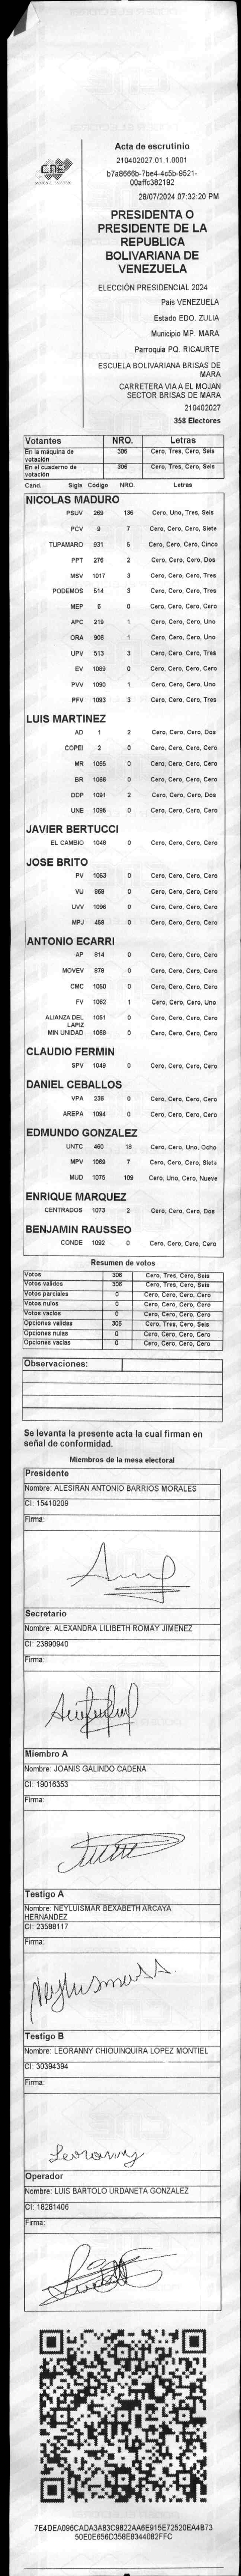 CNE
Acta de escrutinio
210402027.01.1.0001
b7a8666b-7be4-4c5b-9521-
00affc382192
28/07/2024 07:32:20 PM
PRESIDENTA O
PRESIDENTE DE LA
REPUBLICA
BOLIVARIANA DE
VENEZUELA
ELECCIÓN PRESIDENCIAL 2024
Pais VENEZUELA
Estado EDO. ZULIA
Municipio MP. MARA
Parroquia PQ. RICAURTE
ESCUELA BOLIVARIANA BRISAS DE
MARA
CARRETERA VIA A EL MOJAN
SECTOR BRISAS DE MARA
210402027
358 Electores
Votantes NRO. Letras
En la máquina de votación 306 Cero, Tres, Cero, Seis
En el cuaderno de votación 306 Cero, Tres, Cero, Seis
Cand. Sigla Código NRO. Letras
NICOLAS MADURO
PSUV 269 136 Cero, Uno, Tres, Seis
PCV 9 7 Cero, Cero, Cero, Siete
TUPAMARO 931 5 Cero, Cero, Cero, Cinco
PPT 276 2 Cero, Cero, Cero, Dos
MSV 1017 3 Cero, Cero, Cero, Tres
PODEMOS 514 3 Cero, Cero, Cero, Tres
MEP 6 0 Cero, Cero, Cero, Cero
APC 219 1 Cero, Cero, Cero, Uno
ORA 906 1 Cero, Cero, Cero, Uno
UPV 513 3 Cero, Cero, Cero, Tres
EV 1089 0 Cero, Cero, Cero, Cero
PVV 1090 1 Cero, Cero, Cero, Uno
PFV 1093 3 Cero, Cero, Cero, Tres
LUIS MARTINEZ
AD 1 2 Cero, Cero, Cero, Dos
COPEI 2 0 Cero, Cero, Cero, Cero
MR 1065 0 Cero, Cero, Cero, Cero
BR 1066 0 Cero, Cero, Cero, Cero
DDP 1091 2 Cero, Cero, Cero, Dos
UNE 1095 0 Cero, Cero, Cero, Cero
JAVIER BERTUCCI
EL CAMBIO 1048 0 Cero, Cero, Cero, Cero
JOSE BRITO
PV 1053 0 Cero, Cero, Cero, Cero
VU 868 0 Cero, Cero, Cero, Cero
UVV 1096 0 Cero, Cero, Cero, Cero
MPJ 458 0 Cero, Cero, Cero, Cero
ANTONIO ECARRI
AP 814 0 Cero, Cero, Cero, Cero
MOVEV 878 0 Cero, Cero, Cero, Cero
CMC 1050 0 Cero, Cero, Cero, Cero
FV 1062 1 Cero, Cero, Cero, Uno
ALIANZA DEL LAPIZ 1051 0 Cero, Cero, Cero, Cero
MIN UNIDAD 1068 0 Cero, Cero, Cero, Cero
CLAUDIO FERMIN
SPV 1049 0 Cero, Cero, Cero, Cero
DANIEL CEBALLOS
VPA 236 0 Cero, Cero, Cero, Cero
AREPA 1094 0 Cero, Cero, Cero, Cero
EDMUNDO GONZALEZ
UNTC 460 18 Cero, Cero, Uno, Ocho
MPV 1069 7 Cero, Cero, Cero, Siete
MUD 1075 109 Cero, Uno, Cero, Nueve
ENRIQUE MARQUEZ
CENTRADOS 1073 2 Cero, Cero, Cero, Dos
BENJAMIN RAUSSEO
CONDE 1092 0 Cero, Cero, Cero, Cero
Resumen de votos
Votos 306 Cero, Tres, Cero, Seis
Votos validos 306 Cero, Tres, Cero, Seis
Votos parciales 0 Cero, Cero, Cero, Cero
Votos nulos 0 Cero, Cero, Cero, Cero
Votos vacios 0 Cero, Cero, Cero, Cero
Opciones validas 306 Cero, Tres, Cero, Seis
Opciones nulas 0 Cero, Cero, Cero, Cero
Opciones vacias 0 Cero, Cero, Cero, Cero
Observaciones:
Se levanta la presente acta la cual firman en
señal de conformidad.
Miembros de la mesa electoral
Presidente
Nombre: ALESIRAN ANTONIO BARRIOS MORALES
CI: 15410209
Firma:
Secretario
Nombre: ALEXANDRA LILIBETH ROMAY JIMENEZ
CI: 23890940
Firma:
Miembro A
Nombre: JOANIS GALINDO CADENA
CI: 19016353
Firma:
Testigo A
Nombre: NEYLUISMAR BEXABETH ARCAYA
HERNANDEZ
CI: 23588117
Firma:
Testigo B
Nombre: LEORANNY CHIOUINQUIRA LOPEZ MONTIEL
CI: 30394394
Firma:
Leoranny
Operador
Nombre: LUIS BARTOLO URDANETA GONZALEZ
CI: 18281406
Firma:
7E4DEA096CADA3A83C9822AA6E915E72520EA4B73
50E0E656D358E8344082FFC